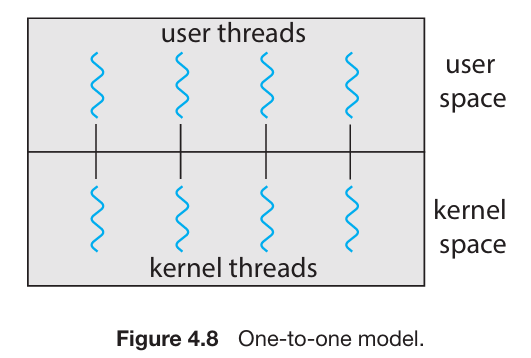 user threads
user
space
kernel
space
kernel threads
Figure 4.8 One-to-one model.